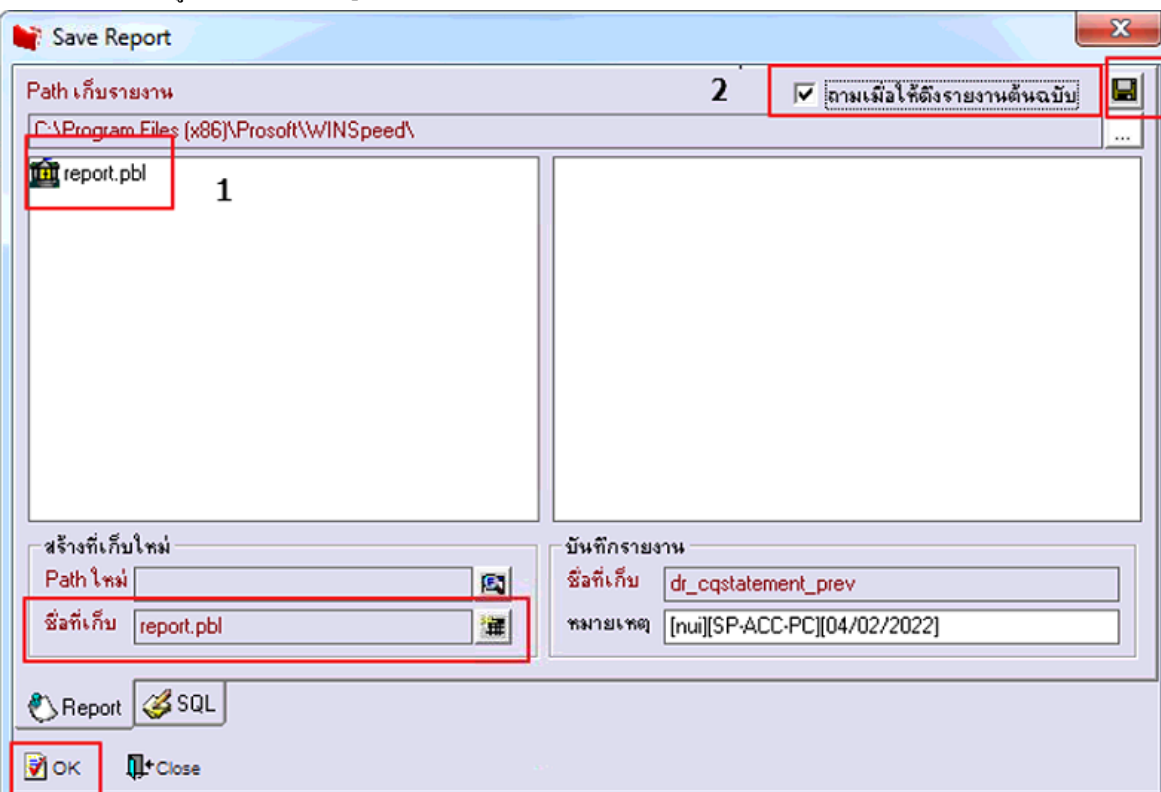 Save Report
Path เก็บรายงาน
2
ถามเมื่อให้ดึงรายงานต้นฉบับ
C:\Program Files (x86)\Prosoft\WINSpeed\
...
report.pbl
1
สร้างที่เก็บใหม่
บันทึกรายงาน
Path ใหม่
ชื่อที่เก็บ dr_cqstatement_prev
ชื่อที่เก็บ report.pbl
หมายเหตุ [nui][SP-ACC-PC][04/02/2022]
Report
SQL
OK
Close